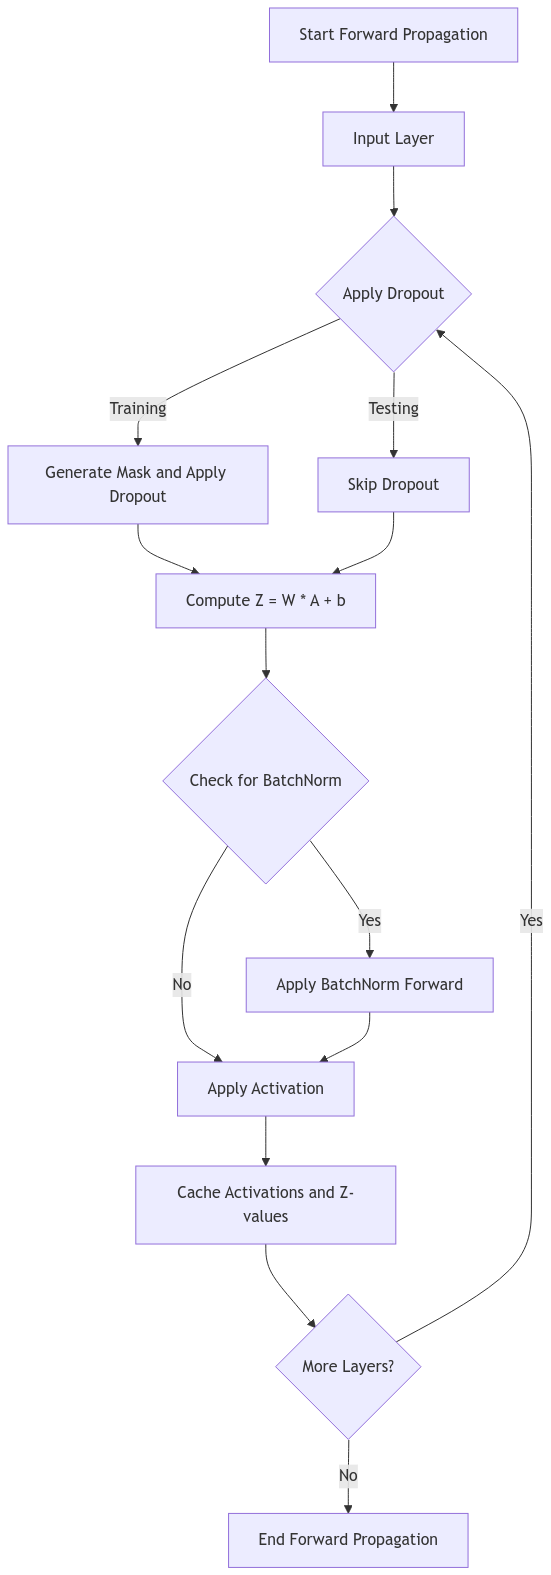 Start Forward Propagation
Input Layer
Apply Dropout
Training
Testing
Generate Mask and Apply
Dropout
Skip Dropout
Compute Z = W * A + b
Check for BatchNorm
Yes
Yes
No
Apply BatchNorm Forward
Apply Activation
Cache Activations and Z-
values
More Layers?
No
End Forward Propagation